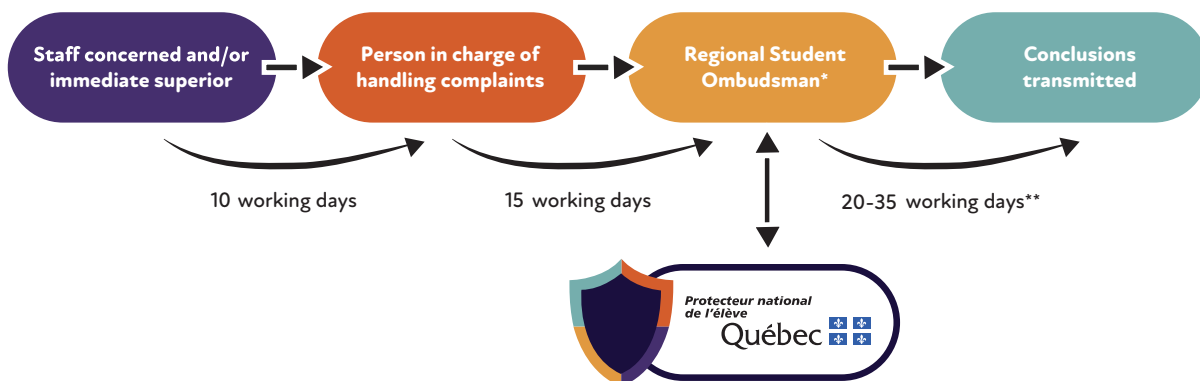 Staff concerned and/or
immediate superior
Person in charge of
handling complaints
Regional Student
Ombudsman*
Conclusions
transmitted
10 working days
15 working days
20-35 working days**
Protecteur national
de l'élève
Québec